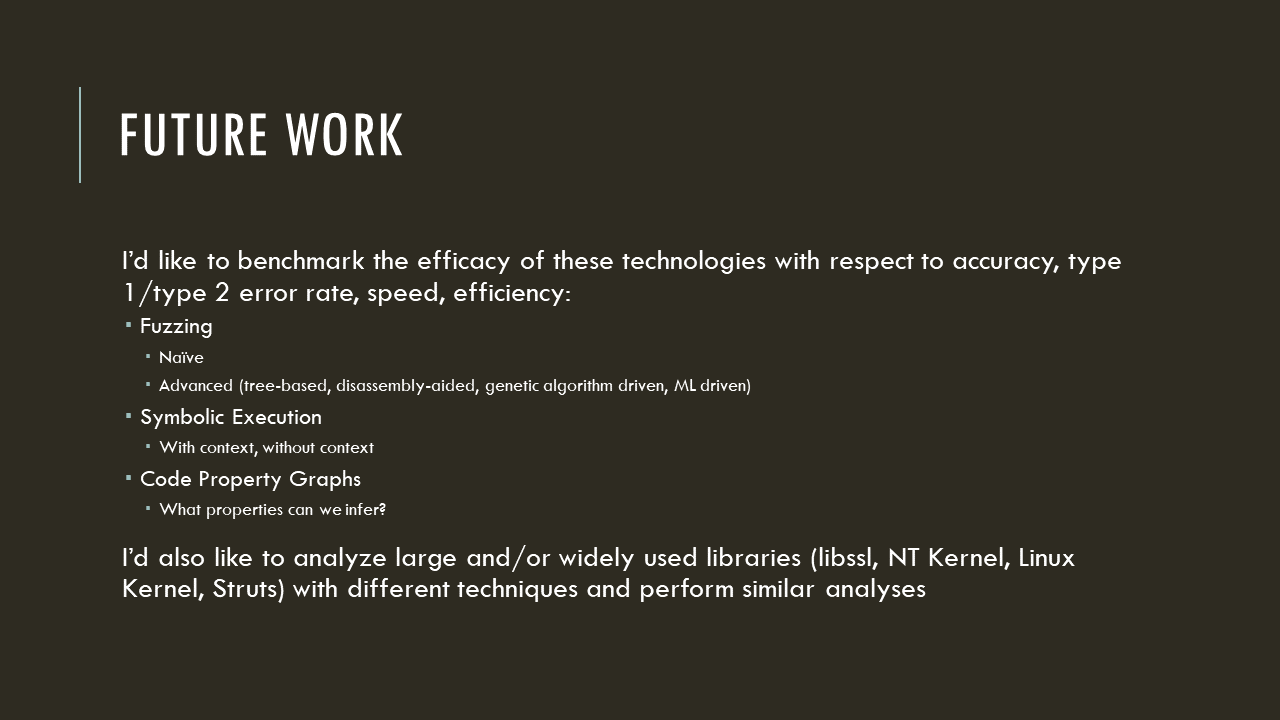 FUTURE WORK
I’d like to benchmark the efficacy of these technologies with respect to accuracy, type
1/type 2 error rate, speed, efficiency:
▪ Fuzzing
▪ Naïve
▪ Advanced (tree-based, disassembly-aided, genetic algorithm driven, ML driven)
▪ Symbolic Execution
▪ With context, without context
▪ Code Property Graphs
▪ What properties can we infer?
I’d also like to analyze large and/or widely used libraries (libssl, NT Kernel, Linux
Kernel, Struts) with different techniques and perform similar analyses